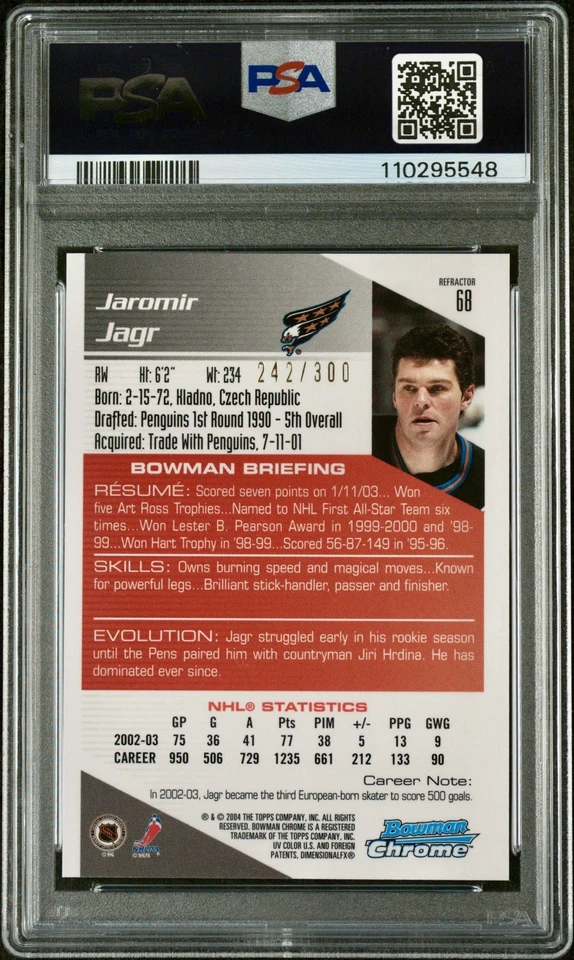 PSA
PSA
110295548
REFRACTOR
68
Jaromir
Jagr
RW Ht: 6'2" Wt: 234 242/300
Born: 2-15-72, Kladno, Czech Republic
Drafted: Penguins 1st Round 1990 - 5th Overall
Acquired: Trade With Penguins, 7-11-01
BOWMAN BRIEFING
RÉSUMÉ: Scored seven points on 1/11/03... Won
five Art Ross Trophies...Named to NHL First All-Star Team six
times...Won Lester B. Pearson Award in 1999-2000 and '98-
99...Won Hart Trophy in '98-99...Scored 56-87-149 in '95-96.
SKILLS: Owns burning speed and magical moves...Known
for powerful legs...Brilliant stick-handler, passer and finisher.
EVOLUTION: Jagr struggled early in his rookie season
until the Pens paired him with countryman Jiri Hrdina. He has
dominated ever since.
NHL® STATISTICS
GP G A Pts PIM +/- PPG GWG
2002-03 75 36 41 77 38 5 13 9
CAREER 950 506 729 1235 661 212 133 90
Career Note:
In 2002-03, Jagr became the third European-born skater to score 500 goals.
® & © 2004 THE TOPPS COMPANY, INC. ALL RIGHTS
RESERVED. BOWMAN CHROME IS A REGISTERED
TRADEMARK OF THE TOPPS COMPANY, INC.
UV COLOR U.S. AND FOREIGN
PATENTS, DIMENSIONALFX®
NHLPA
© NHL
© NHLPA
Bowman
Chrome
PSA